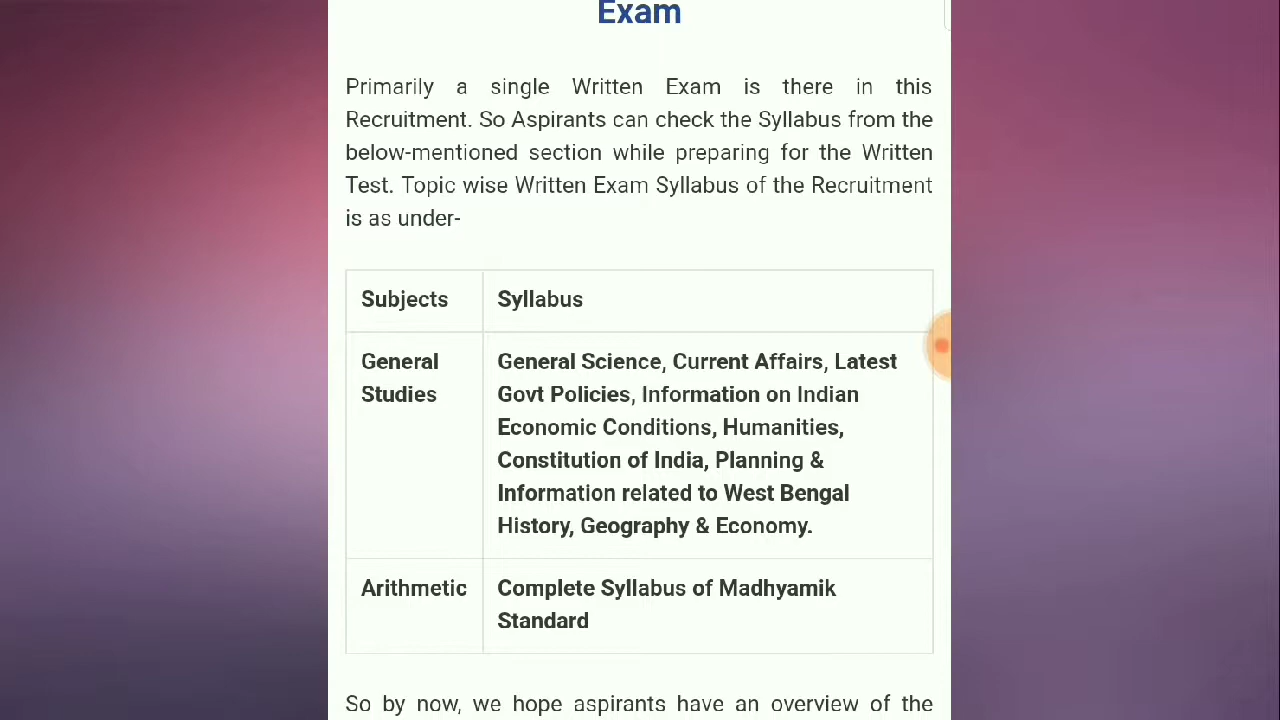 Exam
Primarily a single Written Exam is there in this
Recruitment. So Aspirants can check the Syllabus from the
below-mentioned section while preparing for the Written
Test. Topic wise Written Exam Syllabus of the Recruitment
is as under-
Subjects Syllabus
General Studies
General Science, Current Affairs, Latest
Govt Policies, Information on Indian
Economic Conditions, Humanities,
Constitution of India, Planning &
Information related to West Bengal
History, Geography & Economy.
Arithmetic
Complete Syllabus of Madhyamik
Standard
So by now, we hope aspirants have an overview of the